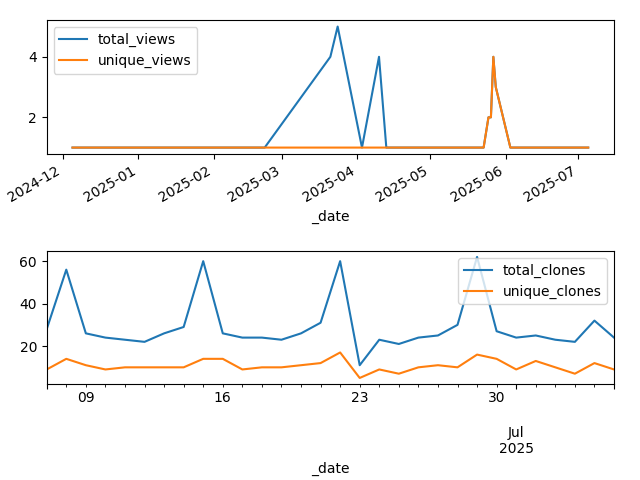 total_views
unique_views
4
2
2024-12
2025-01
2025-02
2025-03
2025-04
2025-05
2025-06
2025-07
_date
total_clones
unique_clones
60
40
20
09
16
23
30
Jul
2025
_date